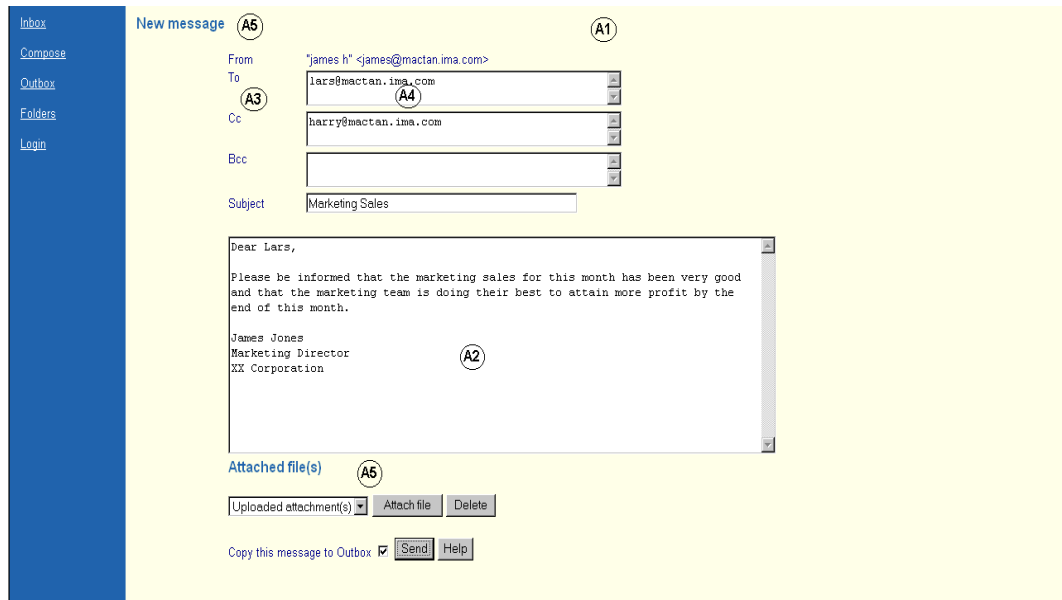 Inbox
Compose
Outbox
Folders
Login
New message A5
A1
From "james h" <james@mactan.ima.com>
To lars@mactan.ima.com
A3 A4
Cc harry@mactan.ima.com
Bcc
Subject Marketing Sales
Dear Lars,
Please be informed that the marketing sales for this month has been very good
and that the marketing team is doing their best to attain more profit by the
end of this month.
James Jones
Marketing Director
XX Corporation
A2
Attached file(s) A5
Uploaded attachment(s) Attach file Delete
Copy this message to Outbox Send Help